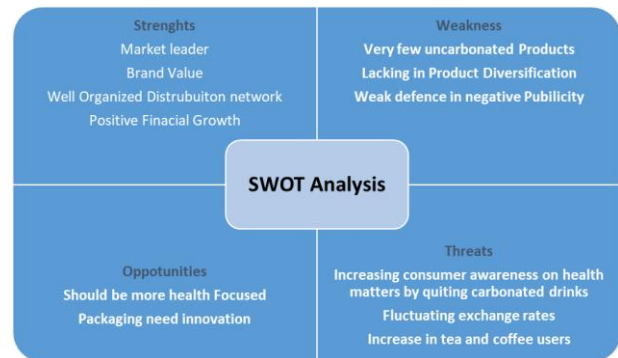 Strenghts
Market leader
Brand Value
Well Organized Distrubuiton network
Positive Finacial Growth
Weakness
Very few uncarbonated Products
Lacking in Product Diversification
Weak defence in negative Pubilicity
SWOT Analysis
Oppotunities
Should be more health Focused
Packaging need innovation
Threats
Increasing consumer awareness on health
matters by quiting carbonated drinks
Fluctuating exchange rates
Increase in tea and coffee users